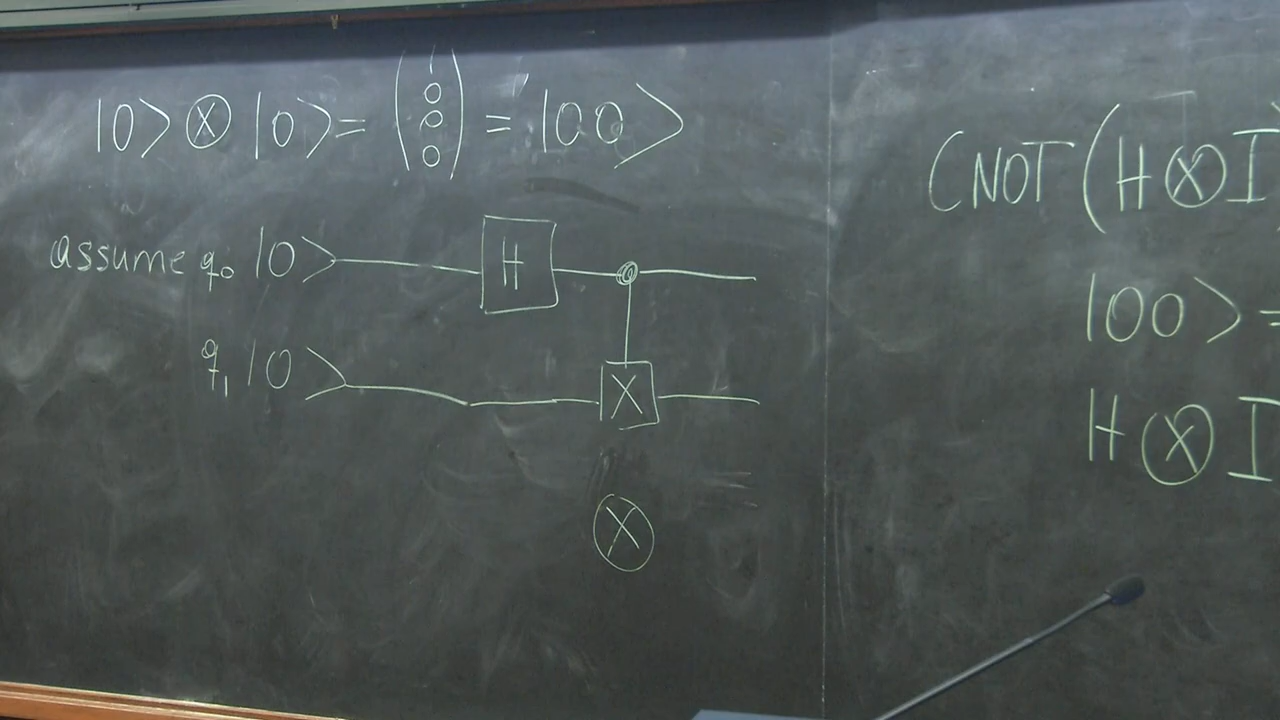 |0> ⊗ |0> = (1 0 0 0) = |00>
assume q₀ |0> H
q₁ |0> X
⊗
CNOT (H ⊗ I
|00> =
H ⊗ I